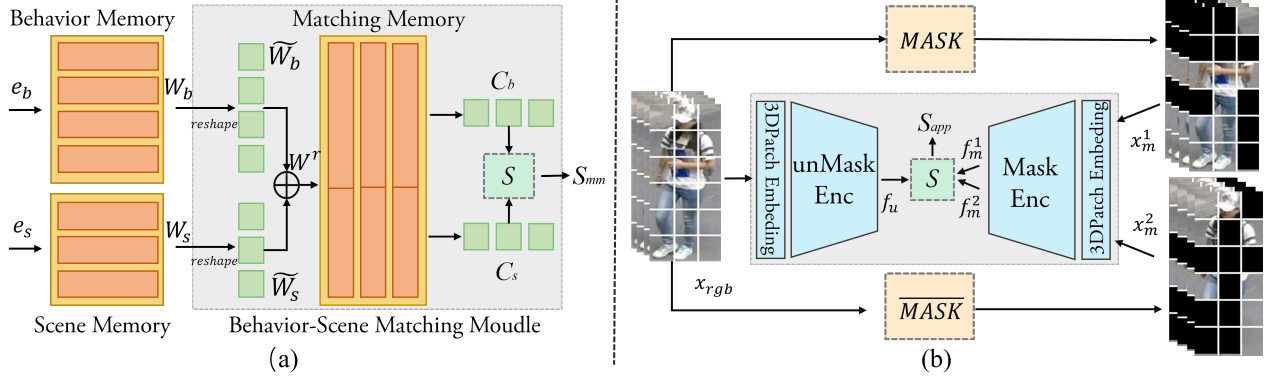 Behavior Memory
e_b
W_b
reshape
W̃_b
Matching Memory
W^r
C_b
S
S_mm
e_s
W_s
reshape
W̃_s
C_s
Scene Memory
Behavior-Scene Matching Moudle
(a)
MASK
3DPatch Embeding
unMask
Enc
f_u
S_app
S
f_m^1
f_m^2
Mask
Enc
3DPatch Embeding
x_m^1
x_m^2
x_rgb
M̅A̅S̅K̅
(b)